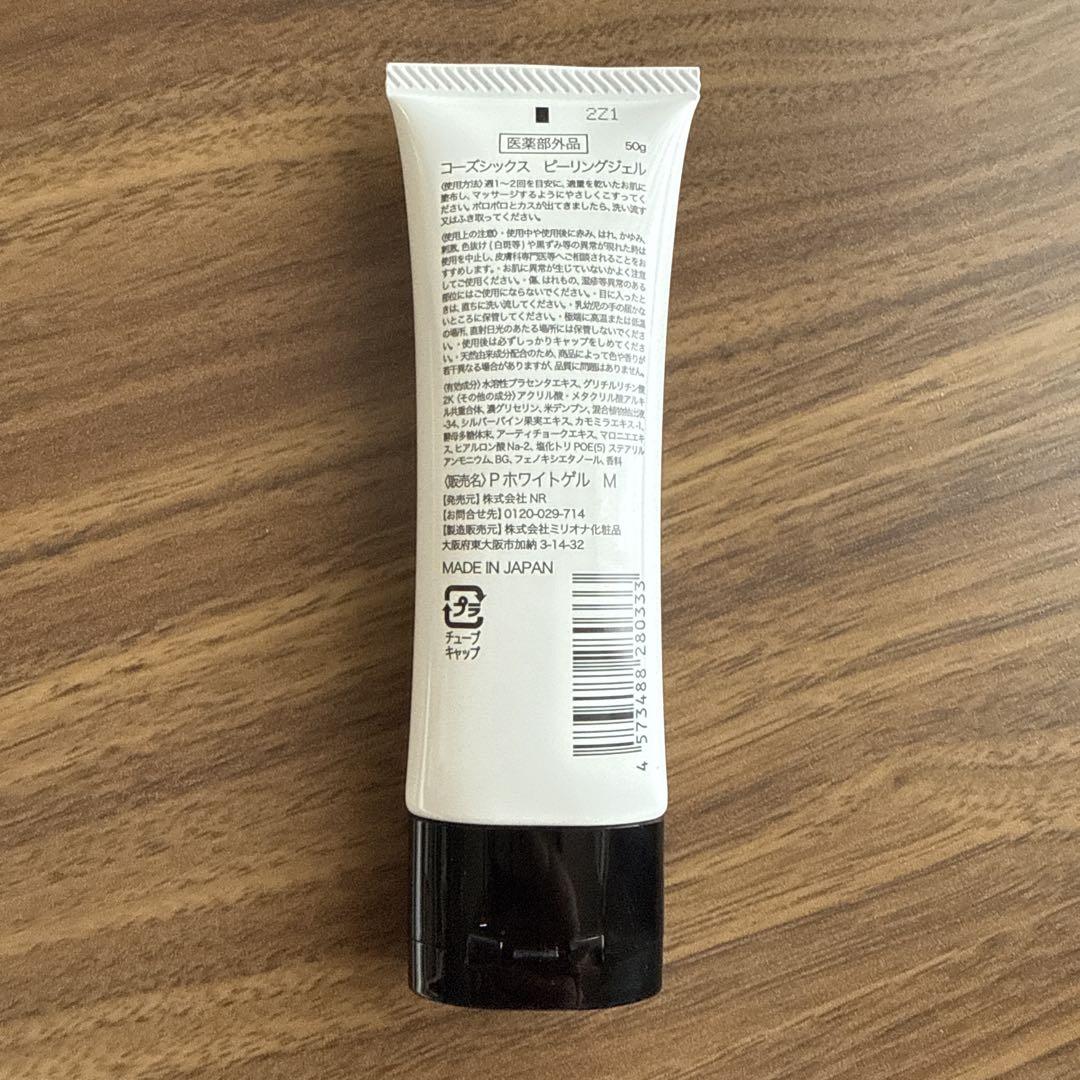 2Z1
医薬部外品
50g
コーズシックス ピーリングジェル
〈使用方法〉週1~2回を目安に、適量を乾いたお肌に
塗布し、マッサージするようにやさしくこすってく
ださい。ポロポロとカスが出てきましたら、洗い流す
又はふき取ってください。
〈使用上の注意〉・使用中や使用後に赤み、はれ、かゆみ、
刺激、色抜け(白斑等)や黒ずみ等の異常が現れた時は
使用を中止し、皮膚科専門医等へご相談されることをお
すすめします。・お肌に異常が生じていないかよく注意
してご使用ください。・傷、はれもの、湿疹等異常のある
部位にはご使用にならないでください。・目に入ったと
きは、直ちに洗い流してください。・乳幼児の手の届かな
いところに保管してください。・極端に高温または低温
の場所、直射日光のあたる場所には保管しないでくださ
い。・使用後は必ずしっかりキャップをしめてくださ
い。・天然由来成分配合のため、商品によって色や香りが
若干異なる場合がありますが、品質に問題はありません。
〈有効成分〉水溶性プラセンタエキス、グリチルリチン酸
2K〈その他の成分〉アクリル酸・メタクリル酸アルキ
ル共重合体、濃グリセリン、米デンプン、混合植物抽出液
-34、シルバーバイン果実エキス、カモミラエキス-1、
酵母多糖体末、アーティチョークエキス、マロニエエキ
ス、ヒアルロン酸Na-2、塩化トリPOE(5)ステアリル
アンモニウム、BG、フェノキシエタノール、香料
〈販売名〉P ホワイトゲル M
【発売元】株式会社 NR
【お問合せ先】0120-029-714
【製造販売元】株式会社ミリオナ化粧品
大阪府東大阪市加納 3-14-32
MADE IN JAPAN
プラ
チューブ
キャップ
4 573488 280333